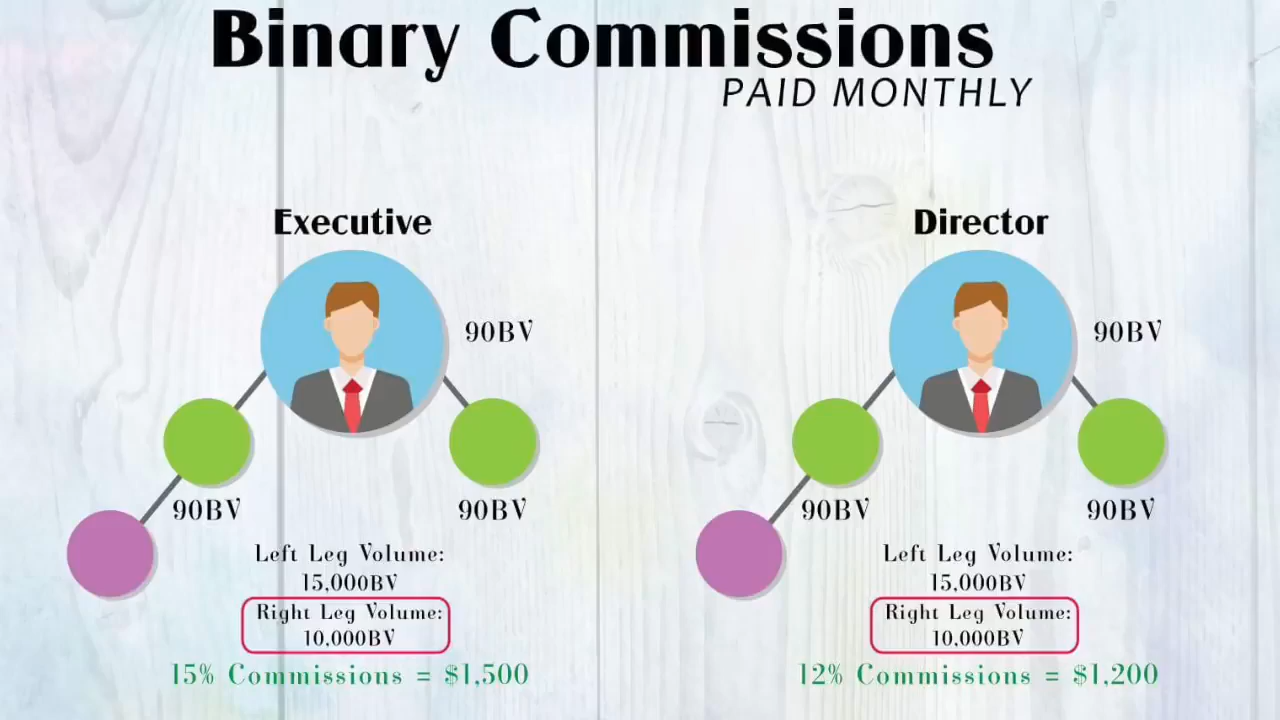 Binary Commissions
PAID MONTHLY
Executive
90BV
90BV
90BV
Left Leg Volume:
15,000BV
Right Leg Volume:
10,000BV
15% Commissions = $1,500
Director
90BV
90BV
90BV
Left Leg Volume:
15,000BV
Right Leg Volume:
10,000BV
12% Commissions = $1,200